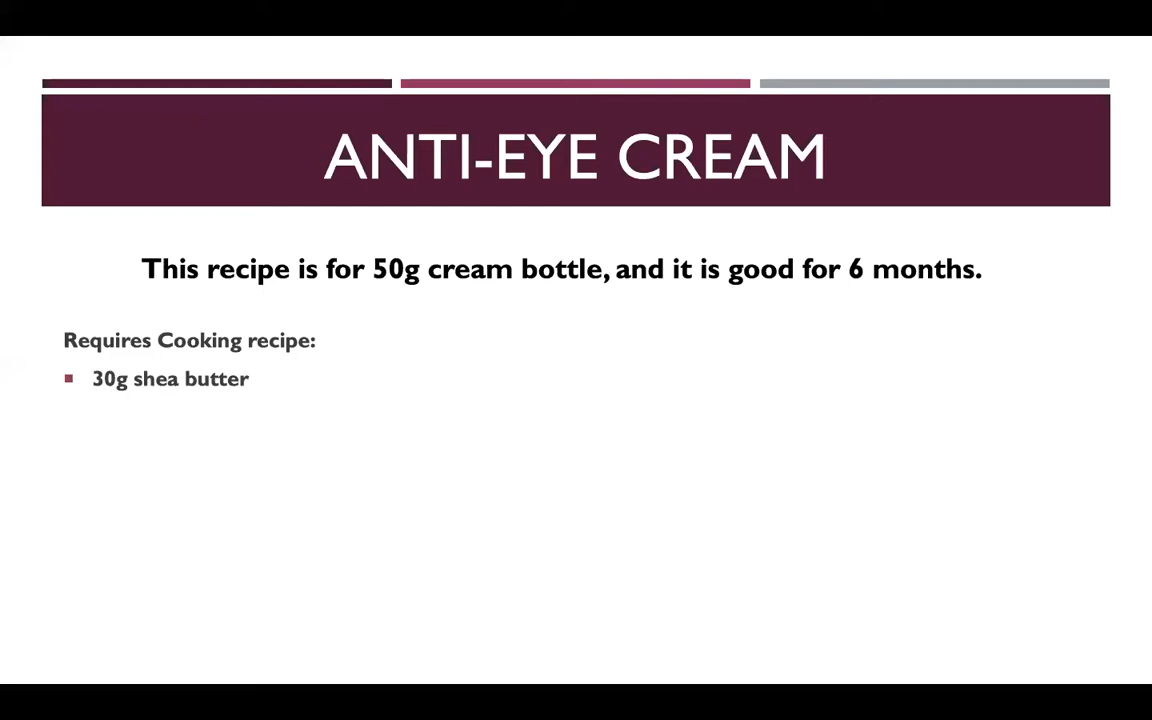 ANTI-EYE CREAM
This recipe is for 50g cream bottle, and it is good for 6 months.
Requires Cooking recipe:
▪ 30g shea butter